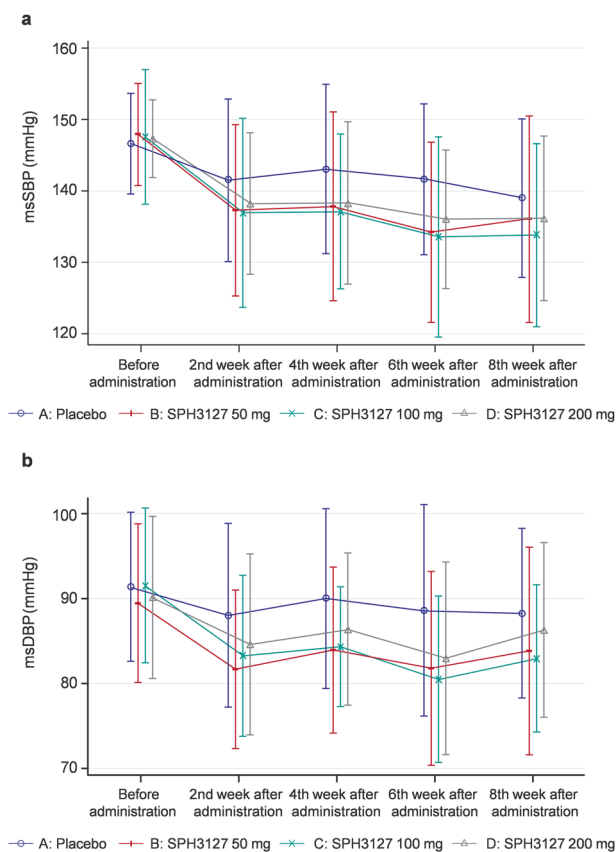 a
160
150
140
130
120
msSBP (mmHg)
Before administration
2nd week after administration
4th week after administration
6th week after administration
8th week after administration
A: Placebo
B: SPH3127 50 mg
C: SPH3127 100 mg
D: SPH3127 200 mg
b
100
90
80
70
msDBP (mmHg)
Before administration
2nd week after administration
4th week after administration
6th week after administration
8th week after administration
A: Placebo
B: SPH3127 50 mg
C: SPH3127 100 mg
D: SPH3127 200 mg